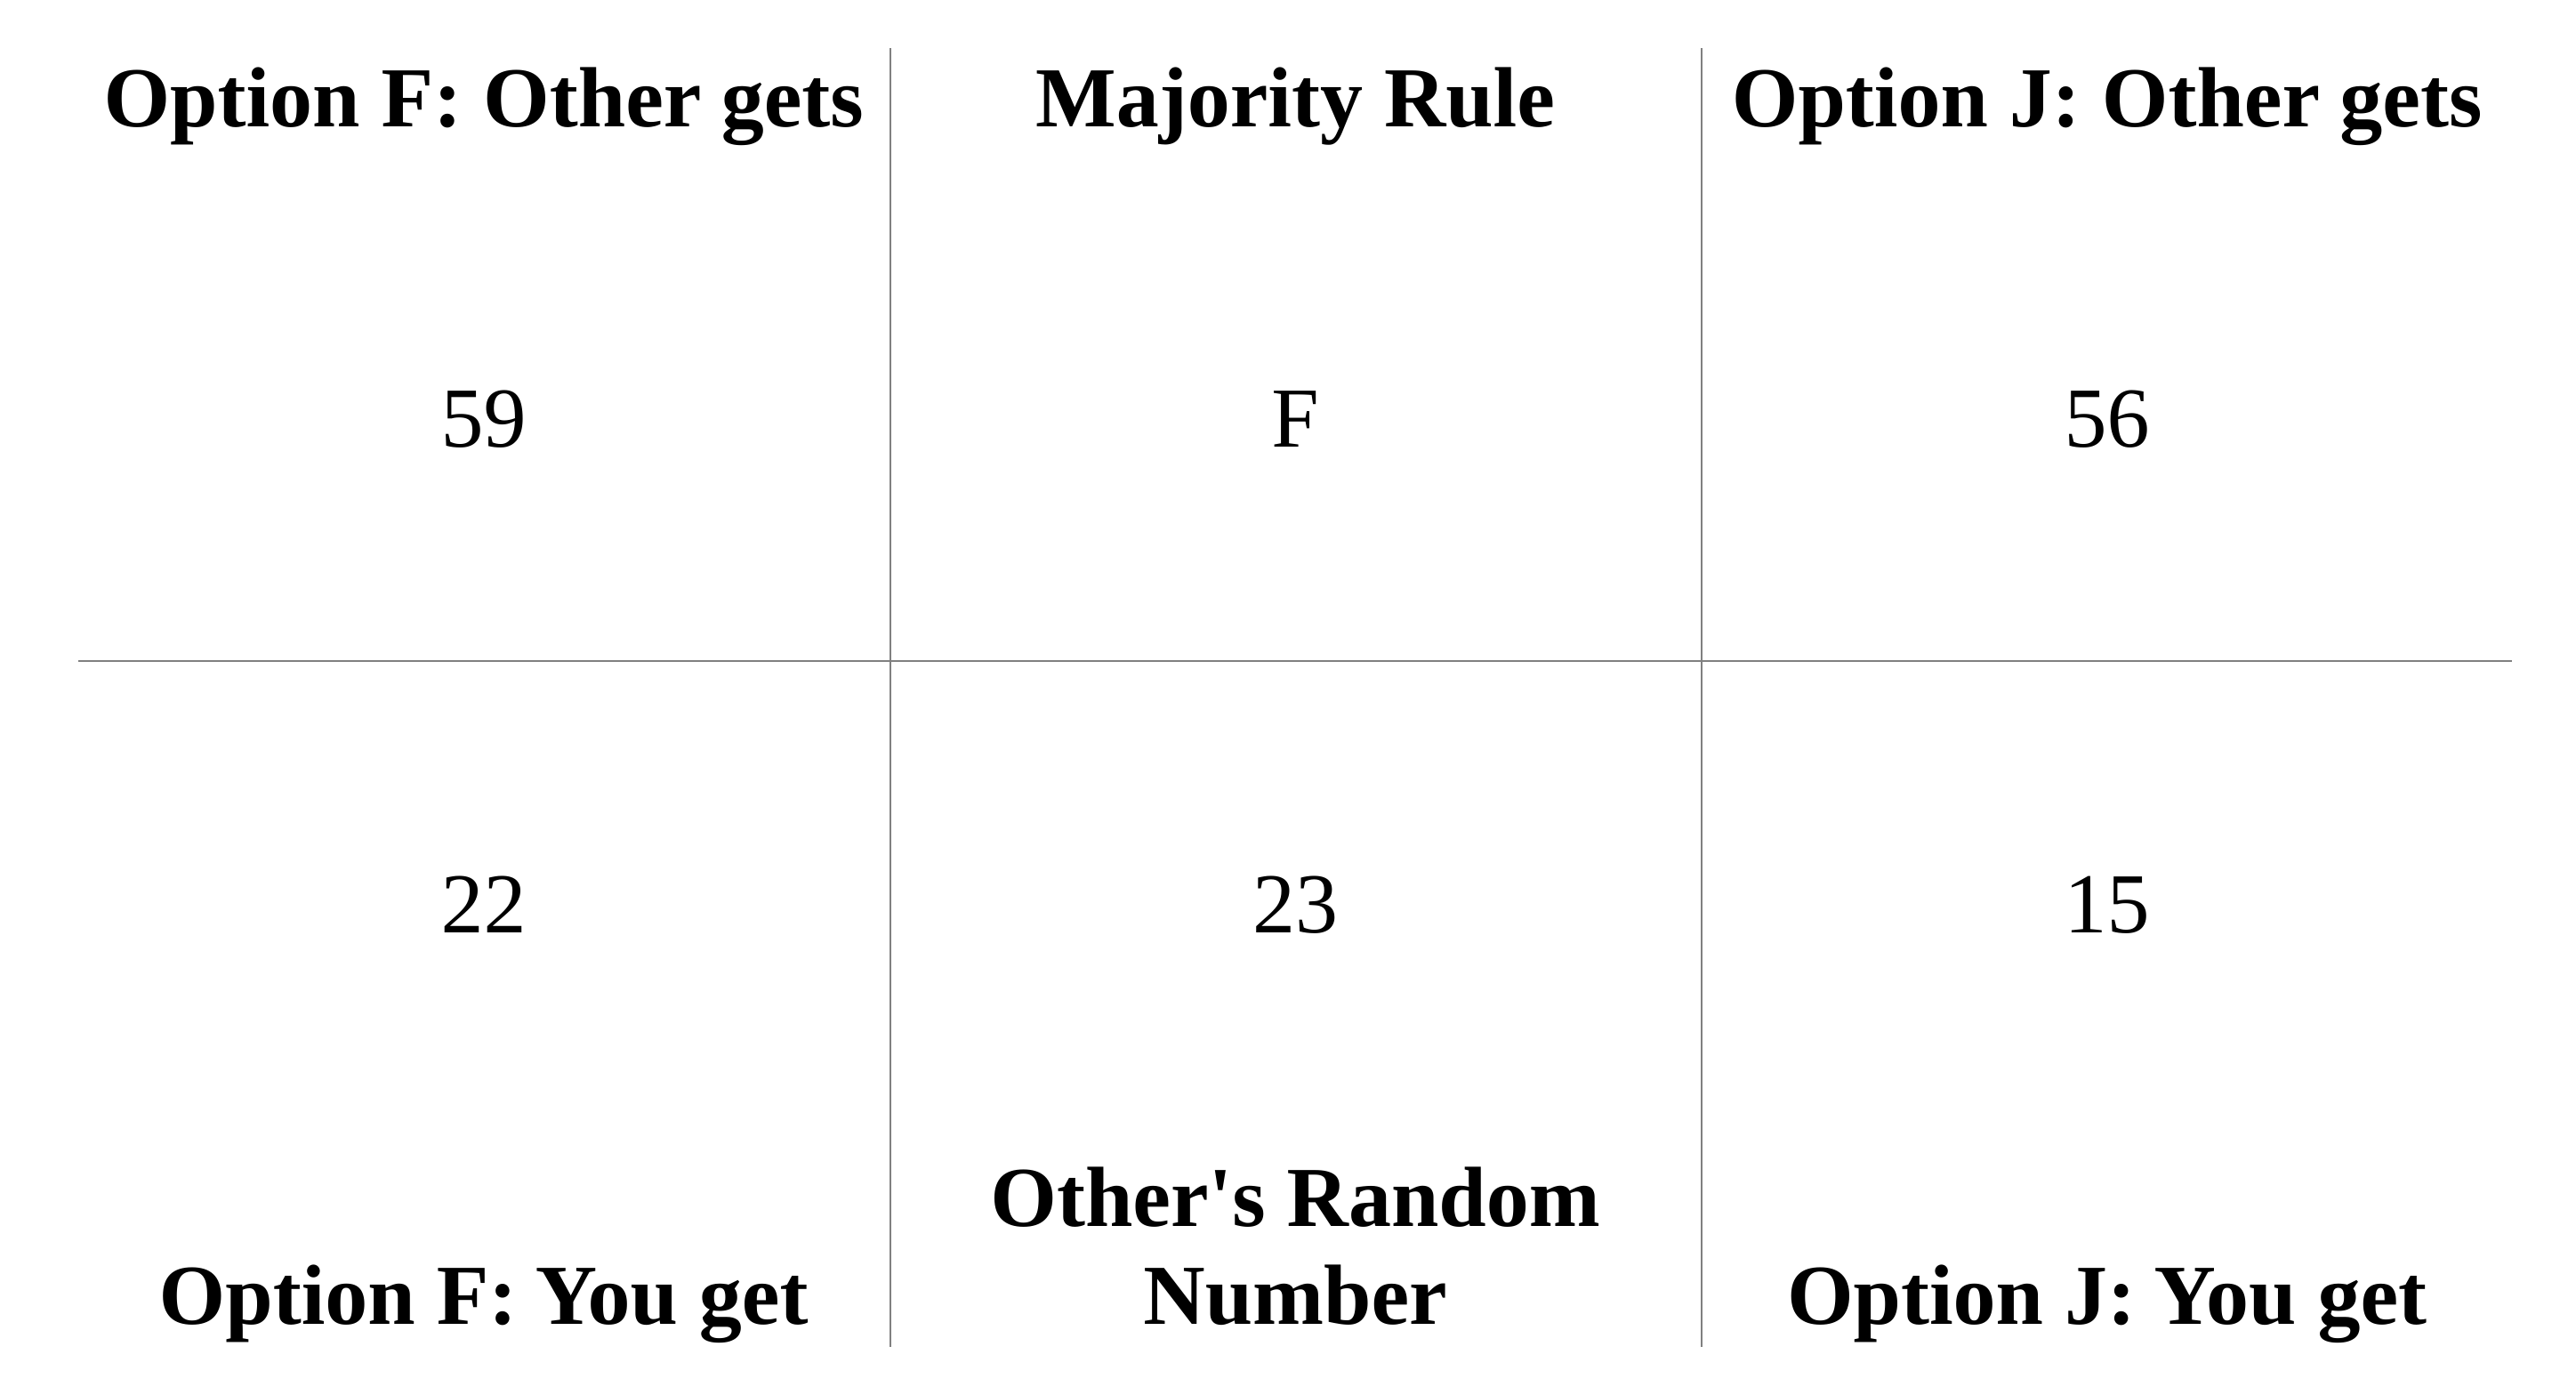 Option F: Other gets
Majority Rule
Option J: Other gets
59
F
56
22
23
15
Option F: You get
Other's Random
Number
Option J: You get